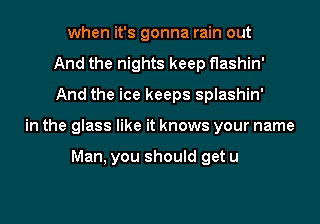 when it's gonna rain out
And the nights keep flashin'
And the ice keeps splashin'
in the glass like it knows your name
Man, you should get u